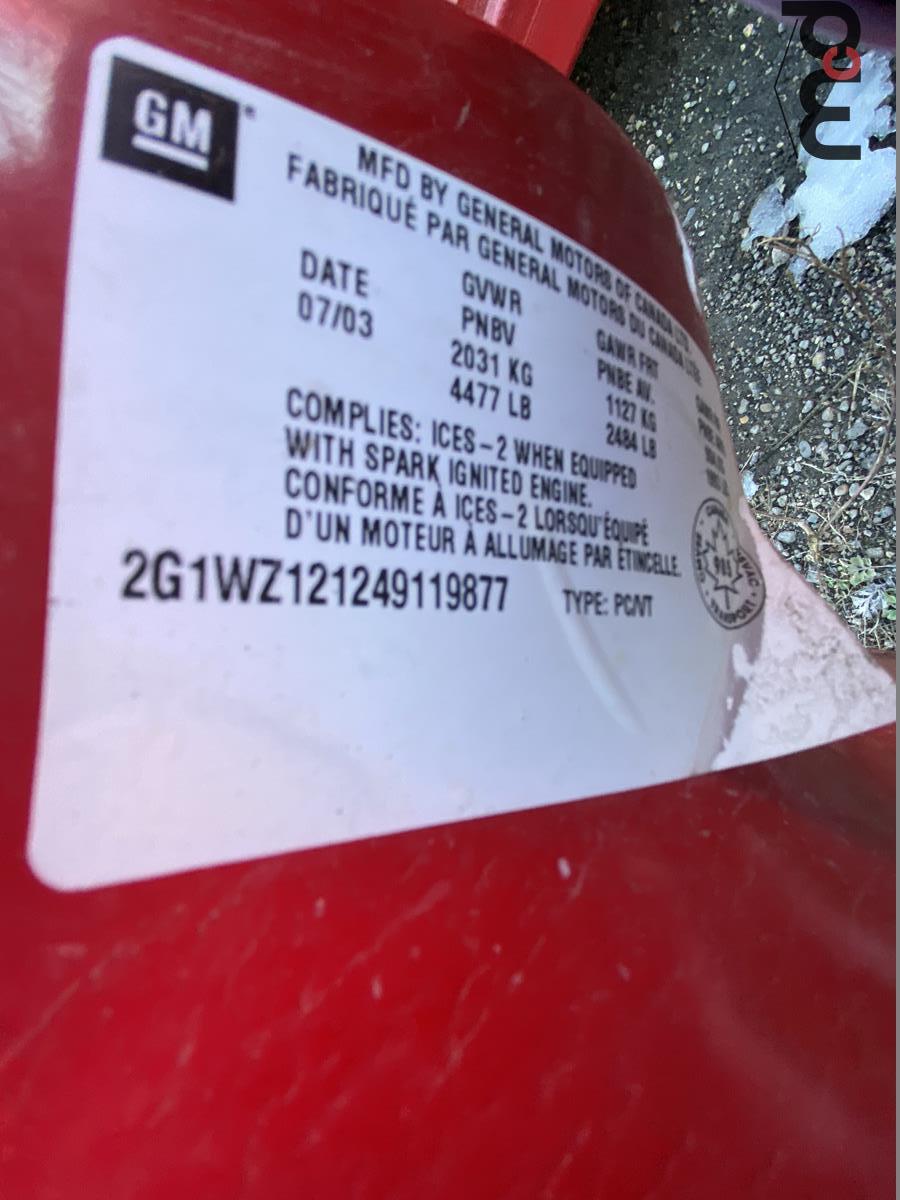 GM
MFD BY GENERAL MOTORS OF CANADA LTD
FABRIQUÉ PAR GENERAL MOTORS DU CANADA LTÉE
DATE
07/03
GVWR
PNBV
2031 KG
4477 LB
GAWR FRT
PNBE AV.
1127 KG
2484 LB
COMPLIES: ICES-2 WHEN EQUIPPED
WITH SPARK IGNITED ENGINE.
CONFORME À ICES-2 LORSQU'ÉQUIPÉ
D'UN MOTEUR À ALLUMAGE PAR ÉTINCELLE.
2G1WZ121249119877
TYPE: PC/VT
TRANSPORT
pcm